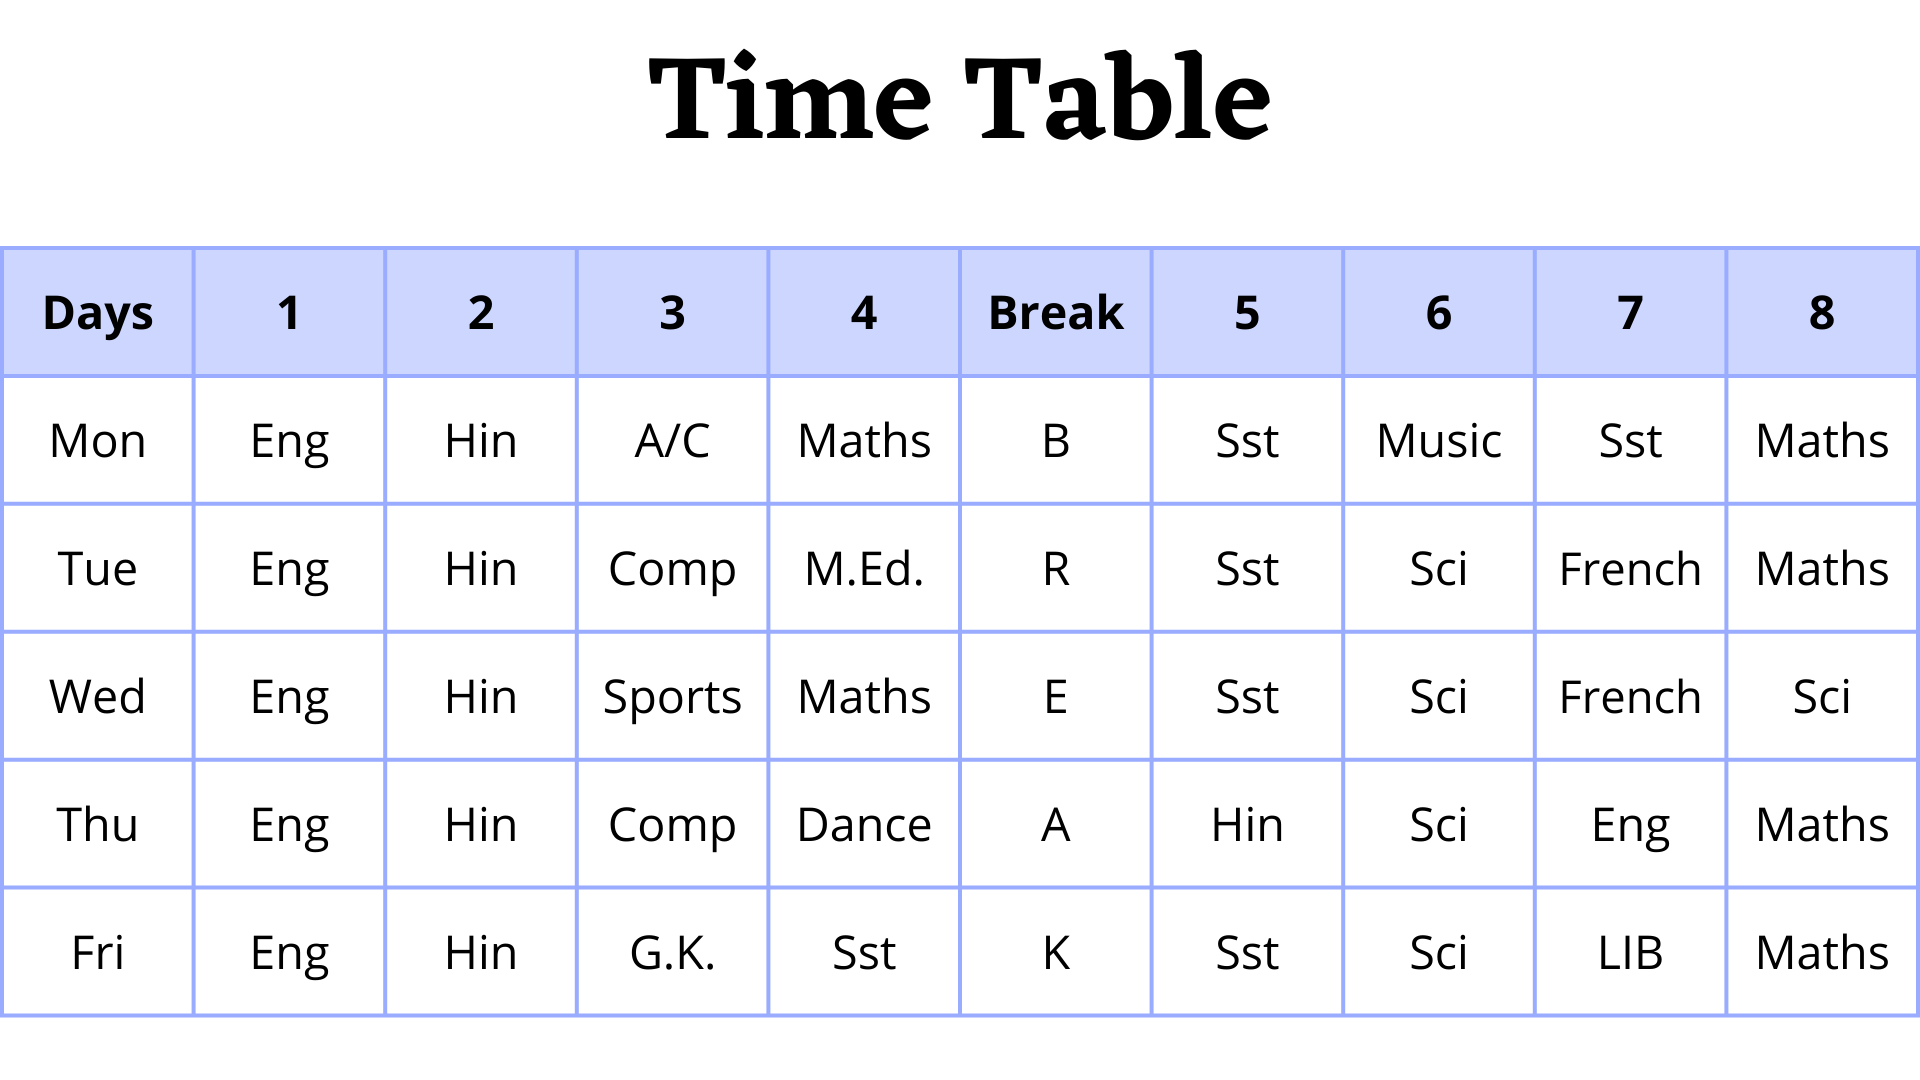 Time Table
Days 1 2 3 4 Break 5 6 7 8
Mon Eng Hin A/C Maths B Sst Music Sst Maths
Tue Eng Hin Comp M.Ed. R Sst Sci French Maths
Wed Eng Hin Sports Maths E Sst Sci French Sci
Thu Eng Hin Comp Dance A Hin Sci Eng Maths
Fri Eng Hin G.K. Sst K Sst Sci LIB Maths